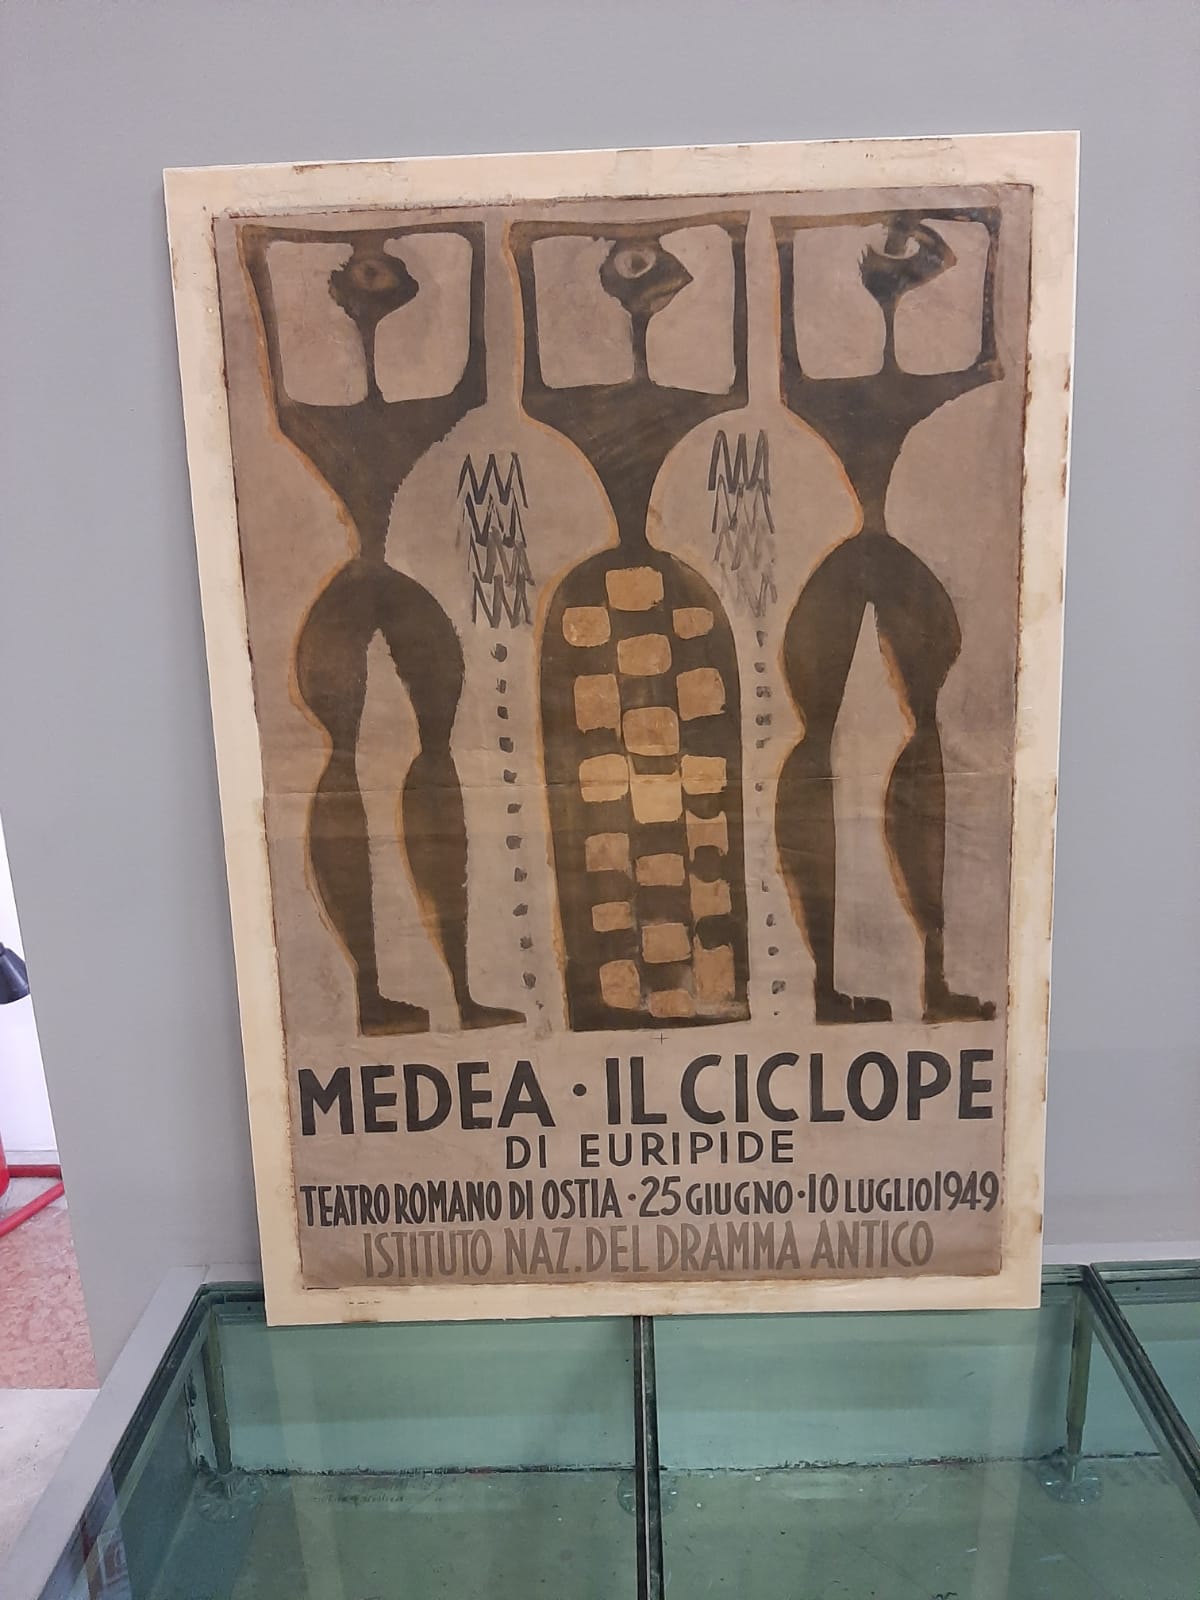 MEDEA · IL CICLOPE
DI EURIPIDE
TEATRO ROMANO DI OSTIA · 25 GIUGNO · 10 LUGLIO 1949
ISTITUTO NAZ. DEL DRAMMA ANTICO